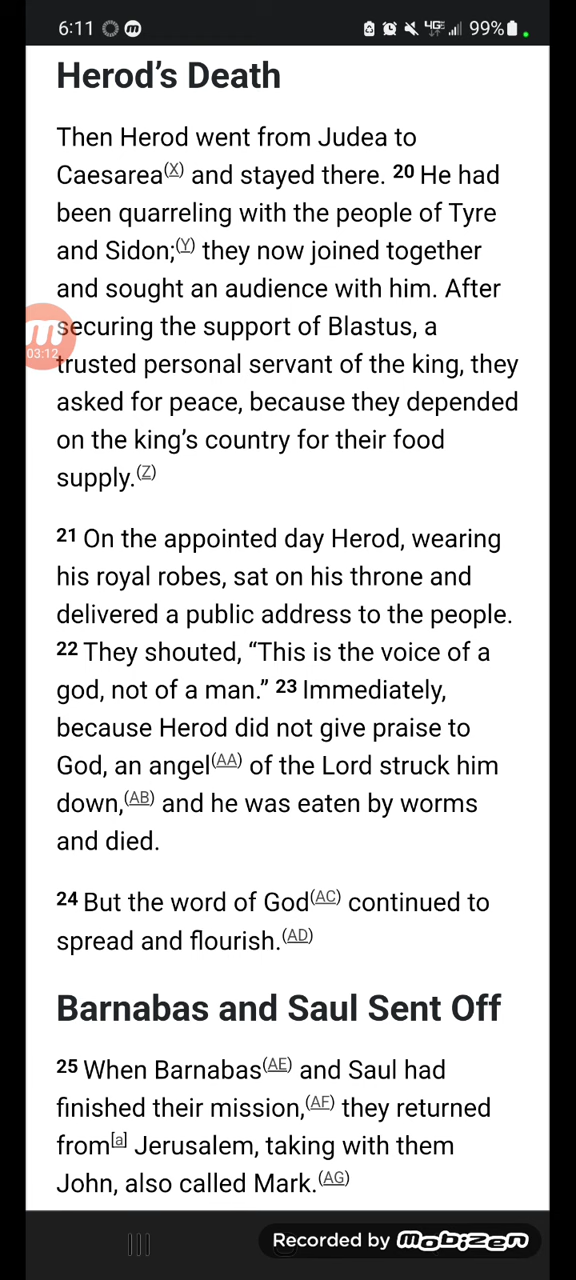 6:11 m 4GE 99%
Herod’s Death
Then Herod went from Judea to
Caesarea(X) and stayed there. 20 He had
been quarreling with the people of Tyre
and Sidon;(Y) they now joined together
and sought an audience with him. After
m securing the support of Blastus, a
03:12 trusted personal servant of the king, they
asked for peace, because they depended
on the king’s country for their food
supply.(Z)
21 On the appointed day Herod, wearing
his royal robes, sat on his throne and
delivered a public address to the people.
22 They shouted, “This is the voice of a
god, not of a man.” 23 Immediately,
because Herod did not give praise to
God, an angel(AA) of the Lord struck him
down,(AB) and he was eaten by worms
and died.
24 But the word of God(AC) continued to
spread and flourish.(AD)
Barnabas and Saul Sent Off
25 When Barnabas(AE) and Saul had
finished their mission,(AF) they returned
from[a] Jerusalem, taking with them
John, also called Mark.(AG)
Recorded by mobizen